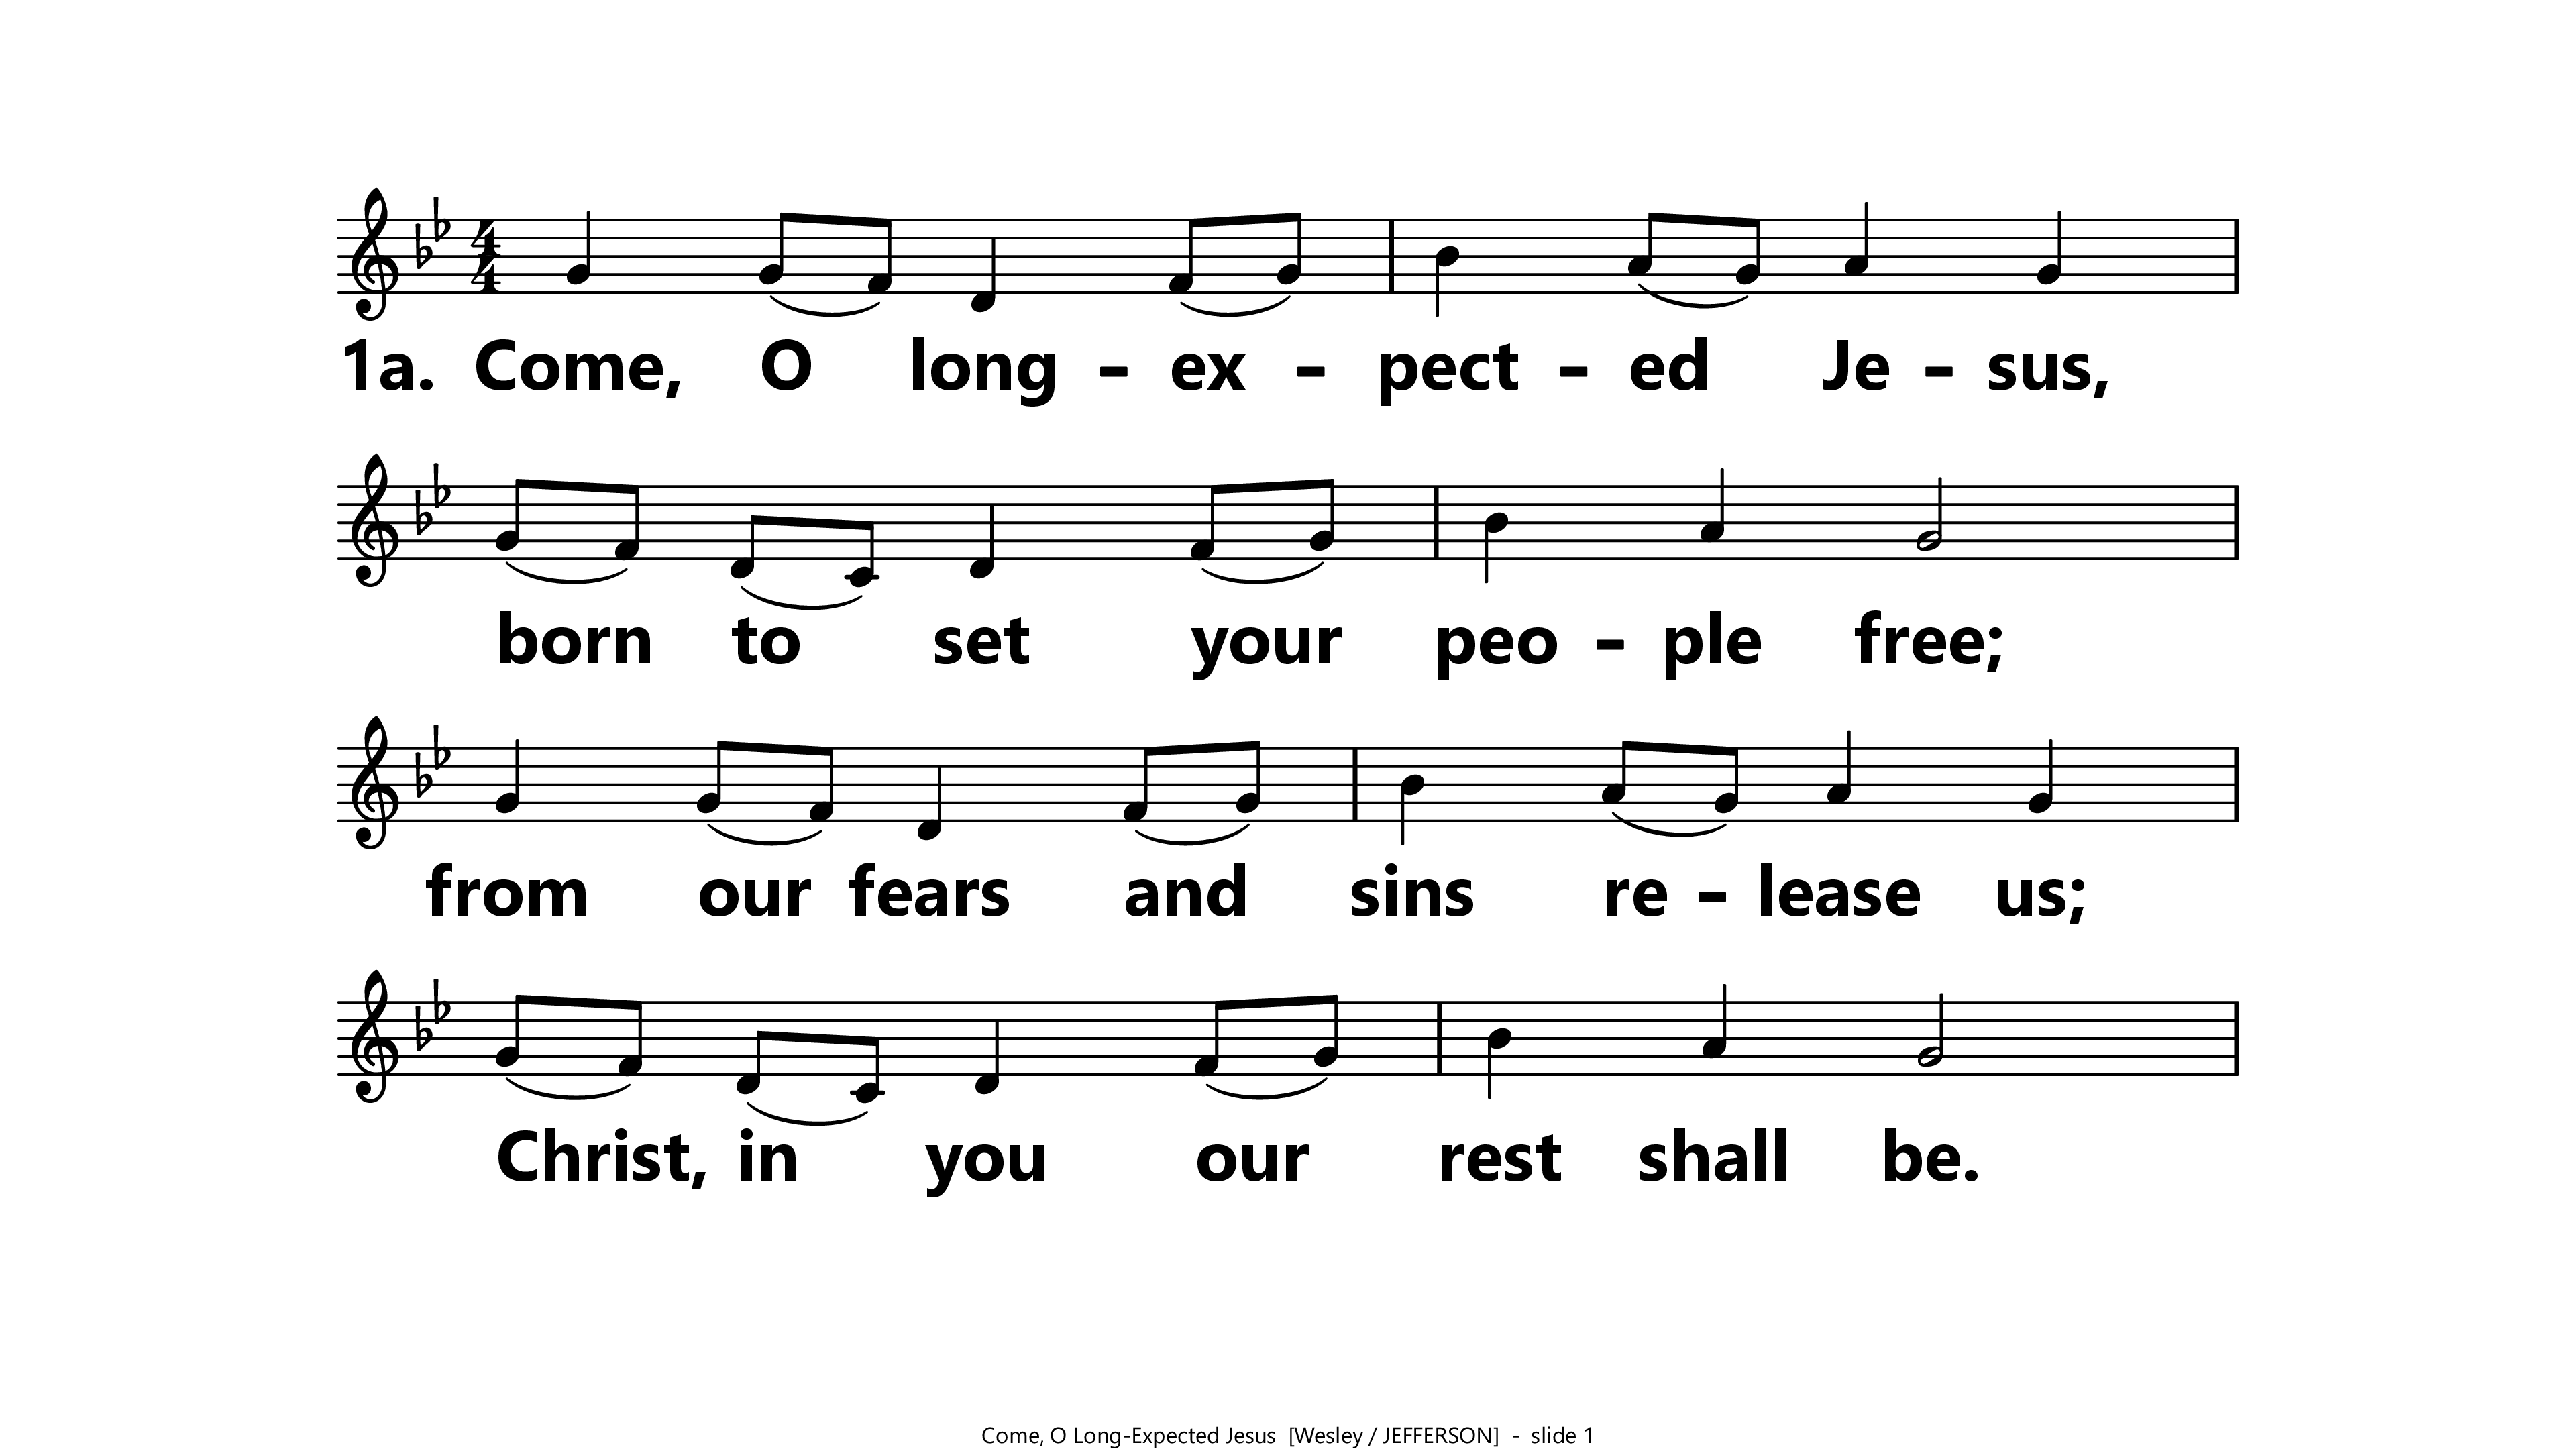 1a. Come, O long - ex - pect - ed Je - sus,
born to set your peo - ple free;
from our fears and sins re - lease us;
Christ, in you our rest shall be.
Come, O Long-Expected Jesus [Wesley / JEFFERSON] - slide 1